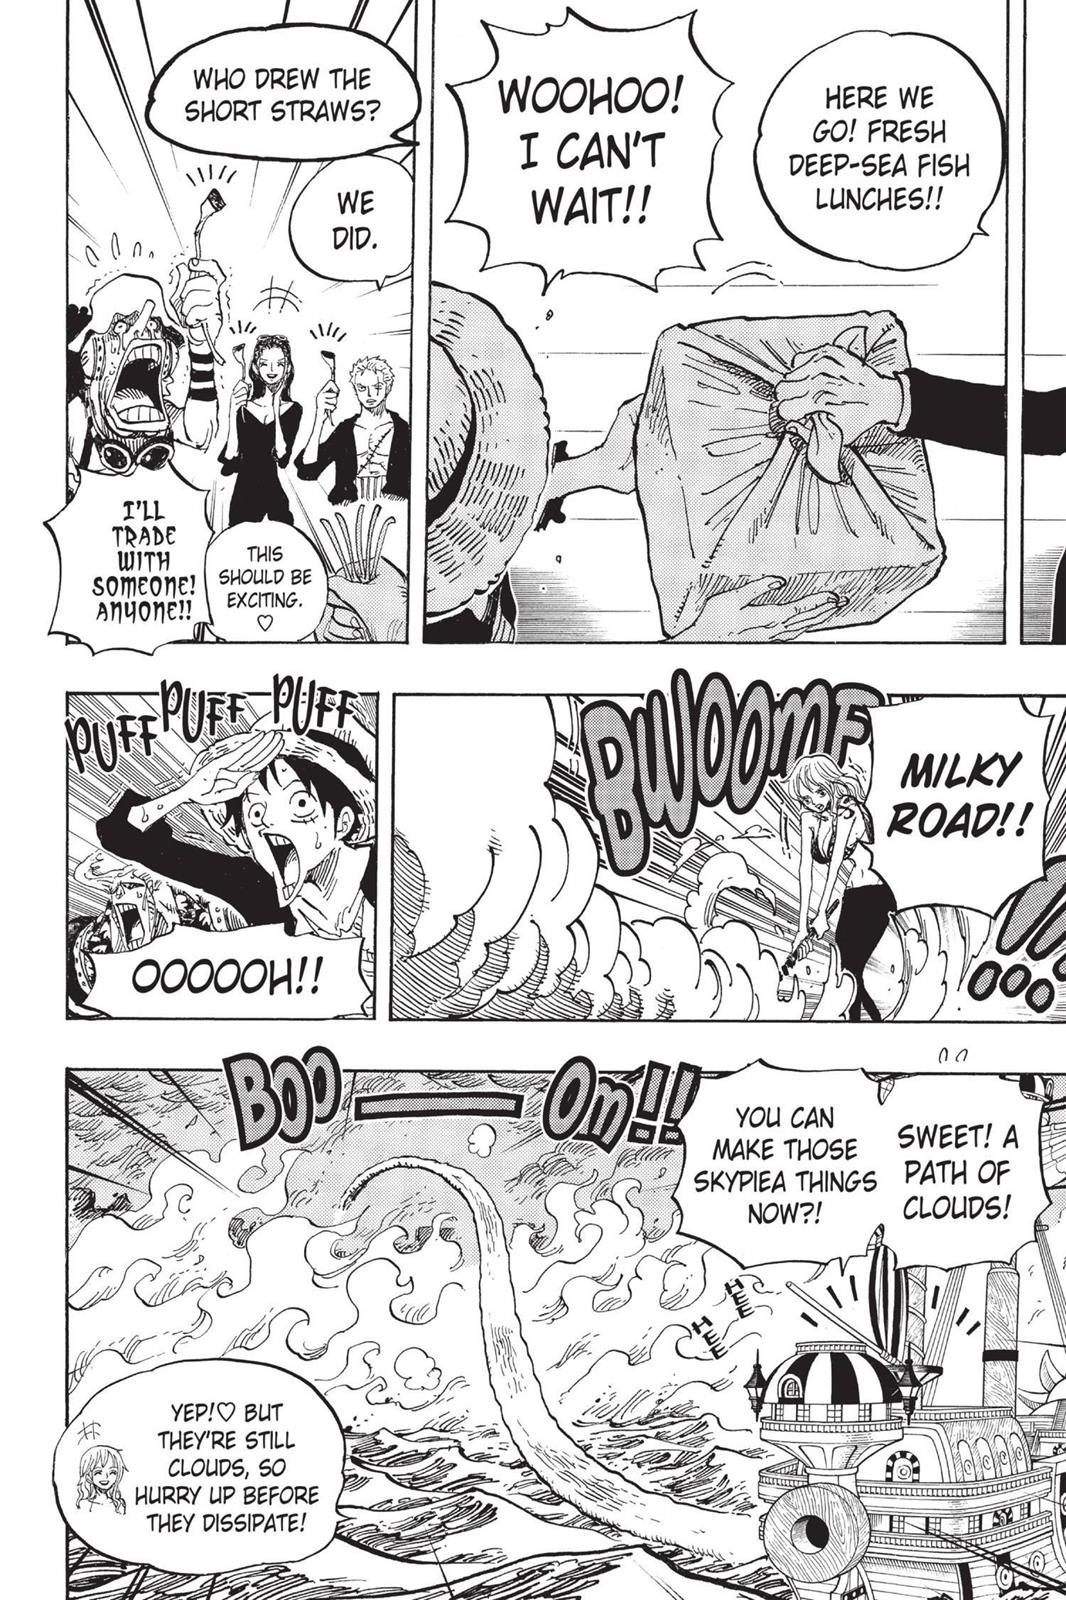 HERE WE
GO! FRESH
DEEP-SEA FISH
LUNCHES!!
WOOHOO!
I CAN'T
WAIT!!
WHO DREW THE
SHORT STRAWS?
WE
DID.
THIS
SHOULD BE
EXCITING.
♡
I'LL
TRADE
WITH
SOMEONE!
ANYONE!!
MILKY
ROAD!!
BWOOMF
!!...
PUFF PUFF PUFF
OOOOOH!!
SWEET! A
PATH OF
CLOUDS!
YOU CAN
MAKE THOSE
SKYPIEA THINGS
NOW?!
BOO—OM!!
HEE
HEE
YEP!♡ BUT
THEY'RE STILL
CLOUDS, SO
HURRY UP BEFORE
THEY DISSIPATE!